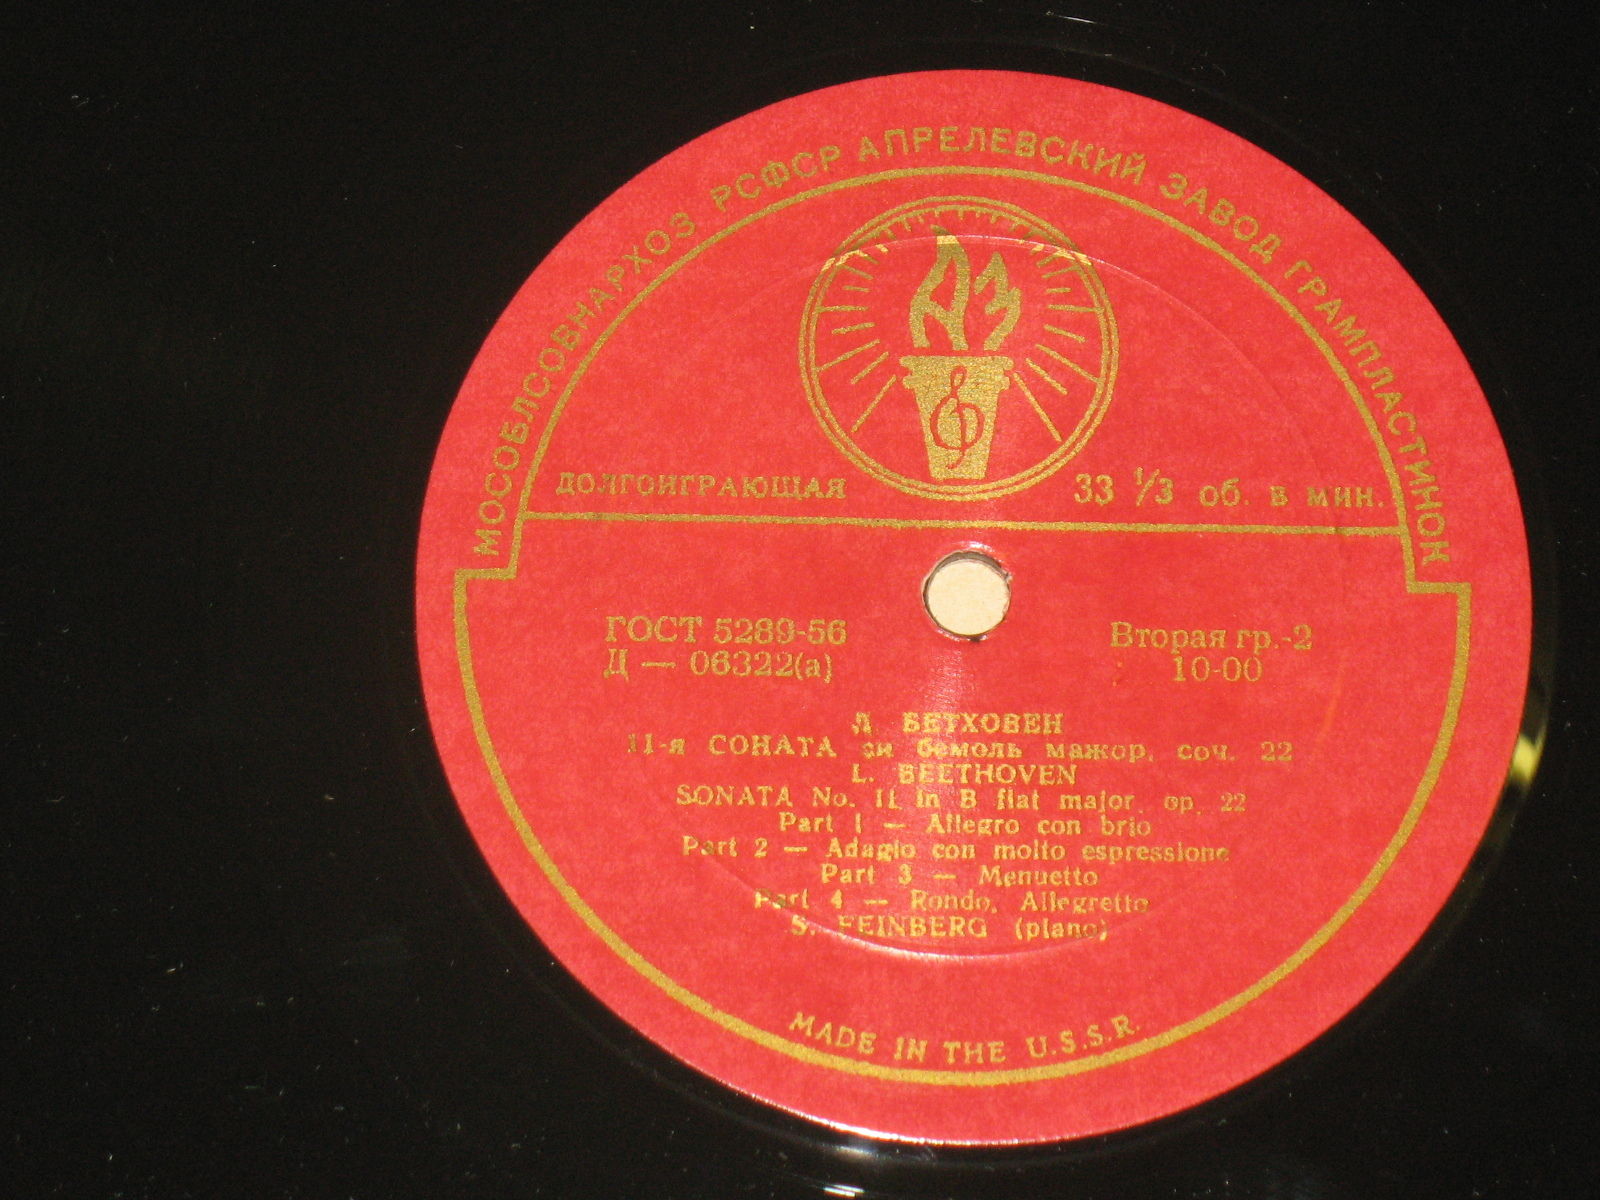 МОСОБЛСОВНАРХОЗ РСФСР АПРЕЛЕВСКИЙ ЗАВОД ГРАМПЛАСТИНОК
ДОЛГОИГРАЮЩАЯ 33 1/3 об. в мин.
ГОСТ 5289-56 Вторая гр.-2
Д — 06322(а) 10-00
Л. БЕТХОВЕН
11-я СОНАТА си бемоль мажор, соч. 22
L. BEETHOVEN
SONATA No. 11 in B flat major, op. 22
Part 1 — Allegro con brio
Part 2 — Adagio con molto espressione
Part 3 — Menuetto
Part 4 — Rondo, Allegretto
S. FEINBERG (piano)
MADE IN THE U.S.S.R.